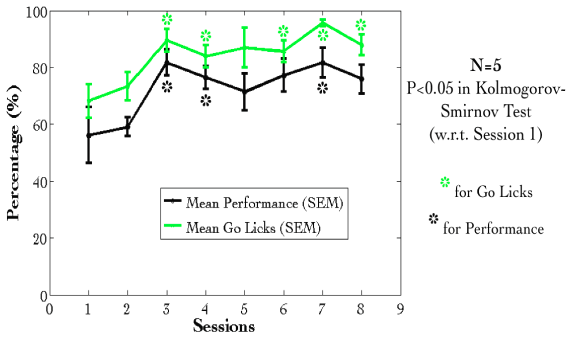 100
80
60
40
20
0
Percentage (%)
0 1 2 3 4 5 6 7 8 9
Sessions
Mean Performance (SEM)
Mean Go Licks (SEM)
N=5
P<0.05 in Kolmogorov-
Smirnov Test
(w.r.t. Session 1)
for Go Licks
for Performance